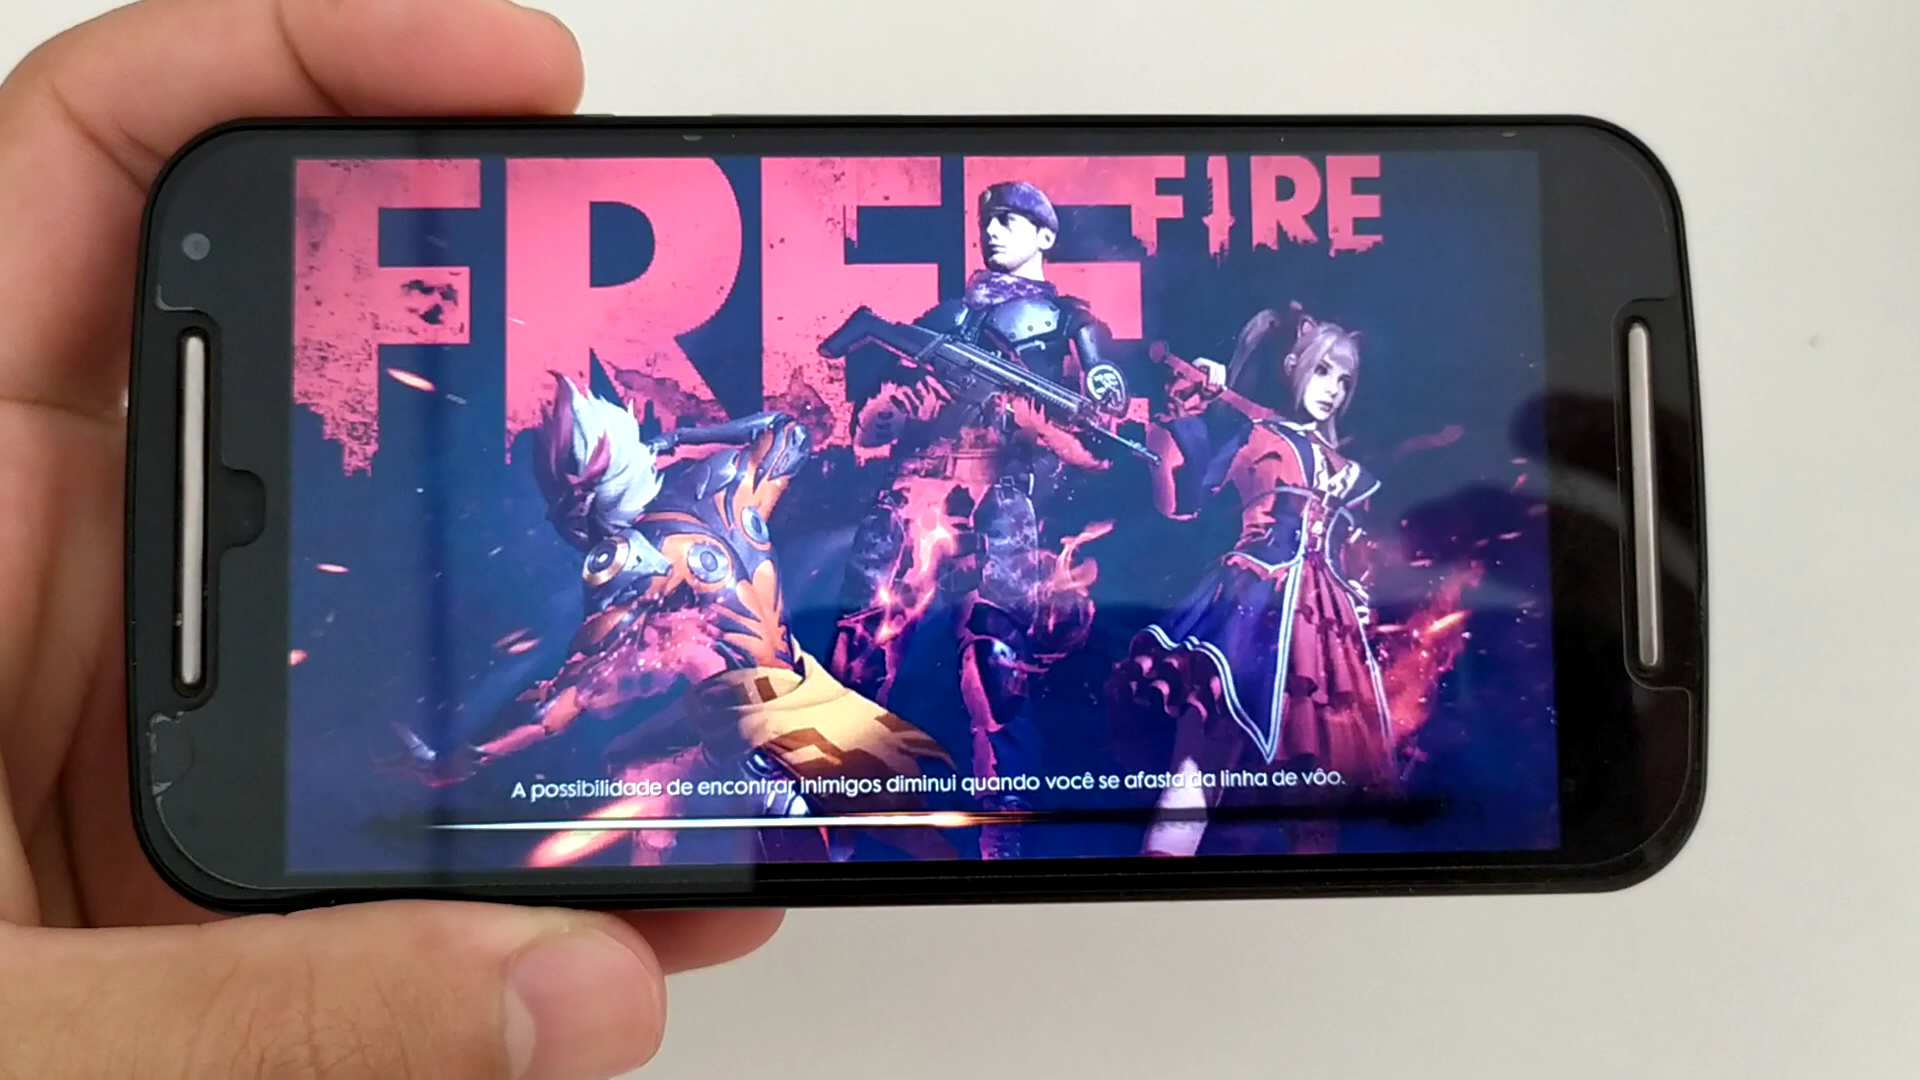 FREE
FIRE
A possibilidade de encontrar inimigos diminui quando você se afasta da linha de vôo.